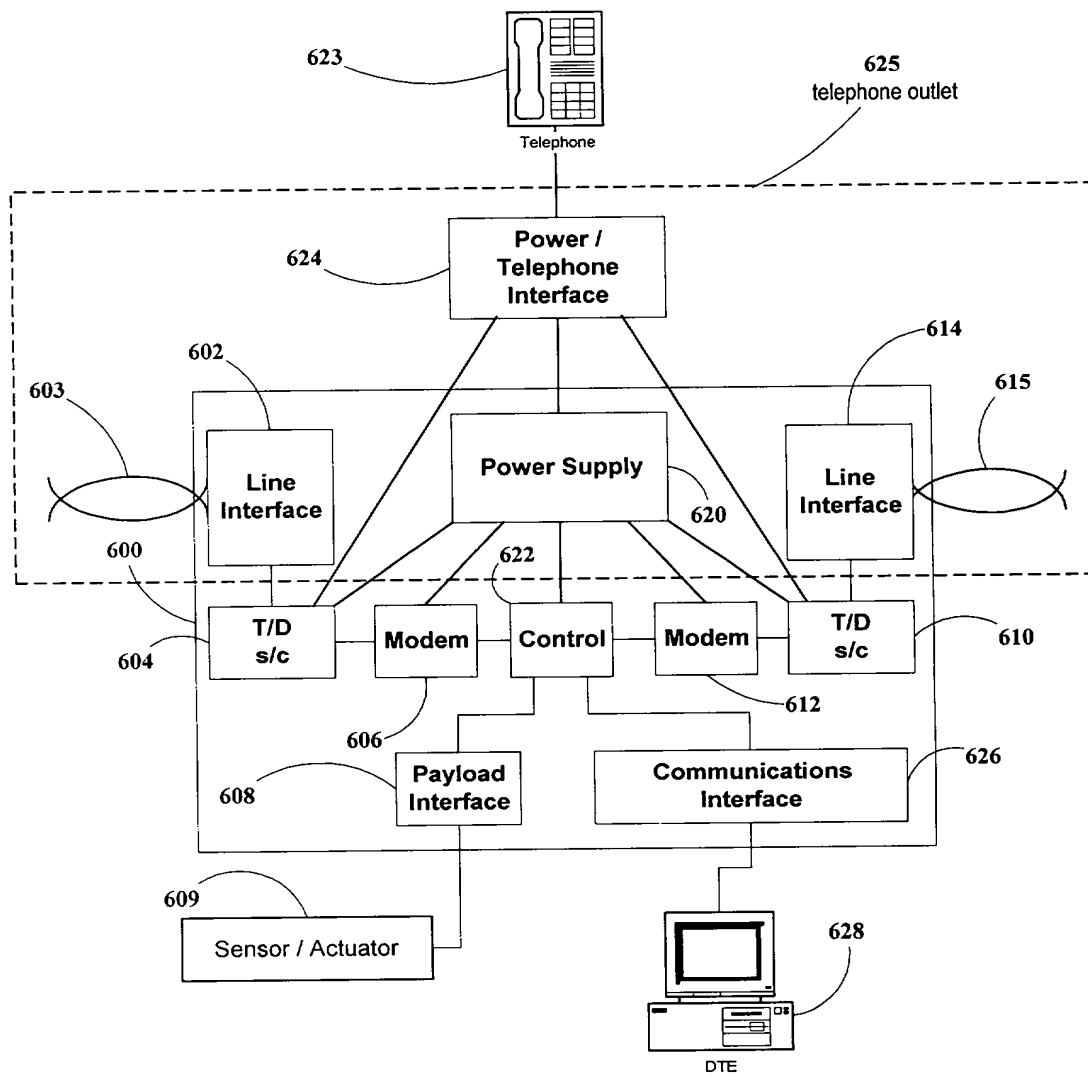 623
Telephone
625
telephone outlet
624
Power /
Telephone
Interface
602
614
603
615
Line
Interface
Power Supply
620
Line
Interface
600
622
604
T/D
s/c
Modem
Control
Modem
T/D
s/c
610
606
612
608
Payload
Interface
Communications
Interface
626
609
Sensor / Actuator
628
DTE